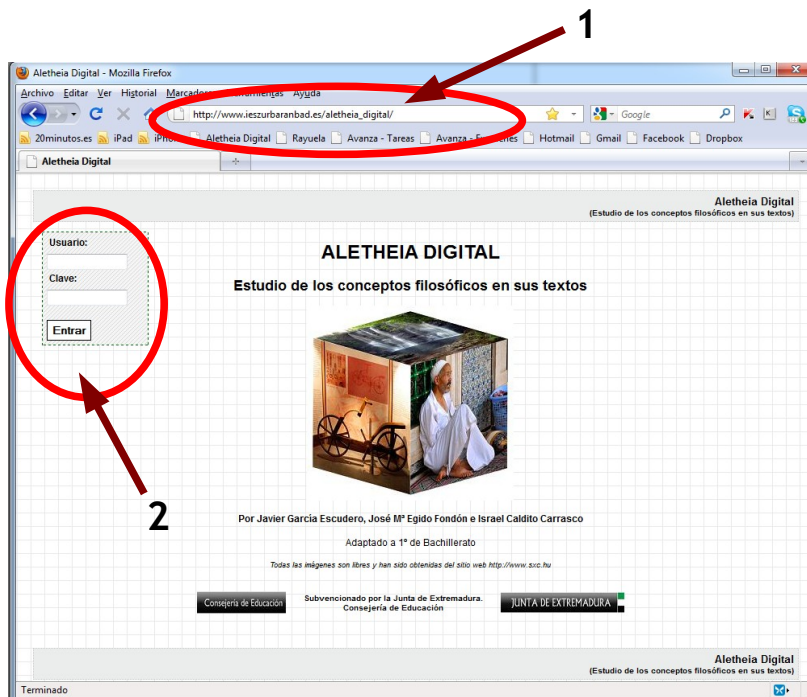 1
Aletheia Digital - Mozilla Firefox
Archivo Editar Ver Historial Ayuda
http://www.ieszurbaranbad.es/aletheia_digital/
Google
20minutos.es iPad Aletheia Digital Rayuela Avanza - Tareas Hotmail Gmail Facebook Dropbox
Aletheia Digital
Aletheia Digital
(Estudio de los conceptos filosóficos en sus textos)
Usuario:
Clave:
Entrar
ALETHEIA DIGITAL
Estudio de los conceptos filosóficos en sus textos
2
Por Javier García Escudero, José Mª Egido Fondón e Israel Caldito Carrasco
Adaptado a 1º de Bachillerato
Todas las imágenes son libres y han sido obtenidas del sitio web http://www.sxc.hu
Consejería de Educación
Subvencionado por la Junta de Extremadura.
Consejería de Educación
JUNTA DE EXTREMADURA
Aletheia Digital
(Estudio de los conceptos filosóficos en sus textos)
Terminado